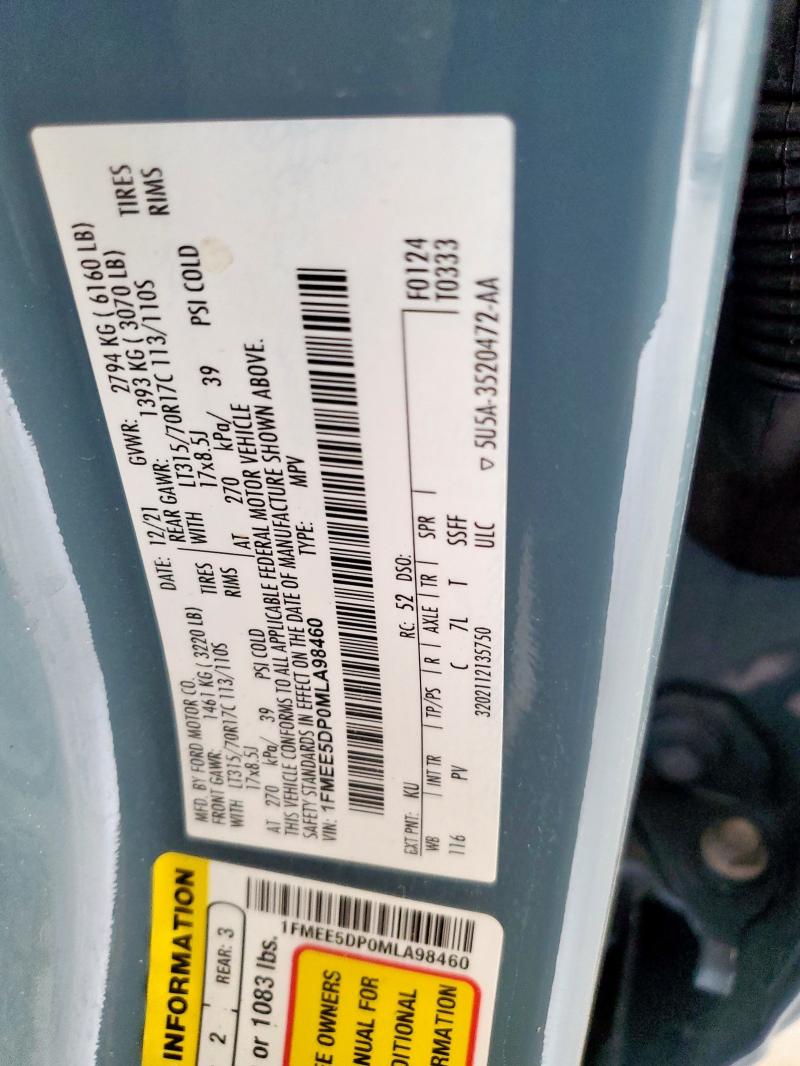 MFD. BY FORD MOTOR CO.
DATE: 12/21 GVWR: 2794 KG ( 6160 LB)
FRONT GAWR: 1461 KG ( 3220 LB) REAR GAWR: 1393 KG ( 3070 LB)
WITH LT315/70R17C 113/110S TIRES WITH LT315/70R17C 113/110S TIRES
17x8.5J RIMS 17x8.5J RIMS
AT 270 kPa/ 39 PSI COLD AT 270 kPa/ 39 PSI COLD
THIS VEHICLE CONFORMS TO ALL APPLICABLE FEDERAL MOTOR VEHICLE
SAFETY STANDARDS IN EFFECT ON THE DATE OF MANUFACTURE SHOWN ABOVE.
VIN: 1FMEE5DP0MLA98460 TYPE: MPV
EXT PNT: KU RC: 52 DSO: F0124
WB INT TR TP/PS R AXLE TR SPR T0333
116 PV C 7L T SSFF
3202112135750 ULC ▽ 5U5A-3520472-AA
INFORMATION
2 REAR: 3
or 1083 lbs.
1FMEE5DP0MLA98460
OWNERS
FOR